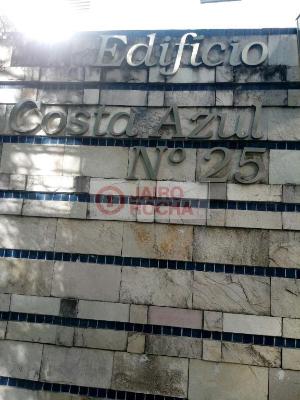 Edificio
Costa Azul
Nº 25
JAIRO
ROCHA